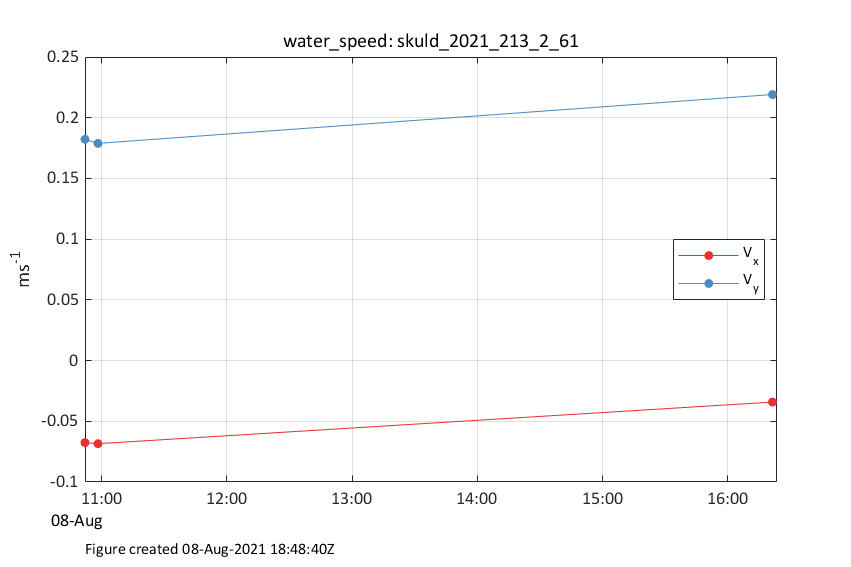 water_speed: skuld_2021_213_2_61
0.25
0.2
0.15
0.1
0.05
0
-0.05
-0.1
ms-1
Vx
Vy
11:00 12:00 13:00 14:00 15:00 16:00
08-Aug
Figure created 08-Aug-2021 18:48:40Z